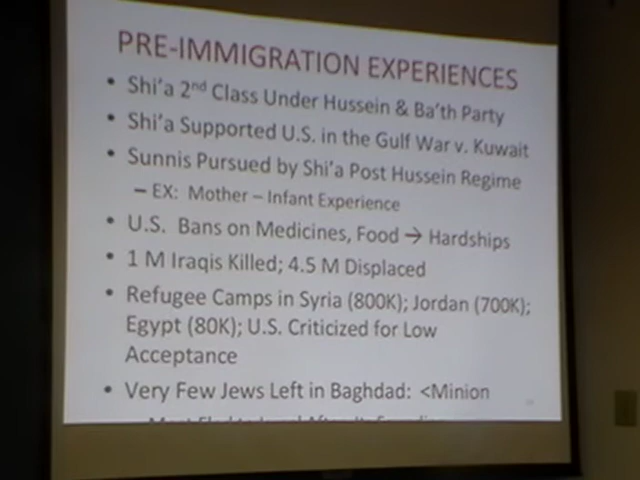 PRE-IMMIGRATION EXPERIENCES
• Shi'a 2nd Class Under Hussein & Ba'th Party
• Shi'a Supported U.S. in the Gulf War v. Kuwait
• Sunnis Pursued by Shi'a Post Hussein Regime
– EX: Mother – Infant Experience
• U.S. Bans on Medicines, Food → Hardships
• 1 M Iraqis Killed; 4.5 M Displaced
• Refugee Camps in Syria (800K); Jordan (700K);
Egypt (80K); U.S. Criticized for Low
Acceptance
• Very Few Jews Left in Baghdad: <Minion